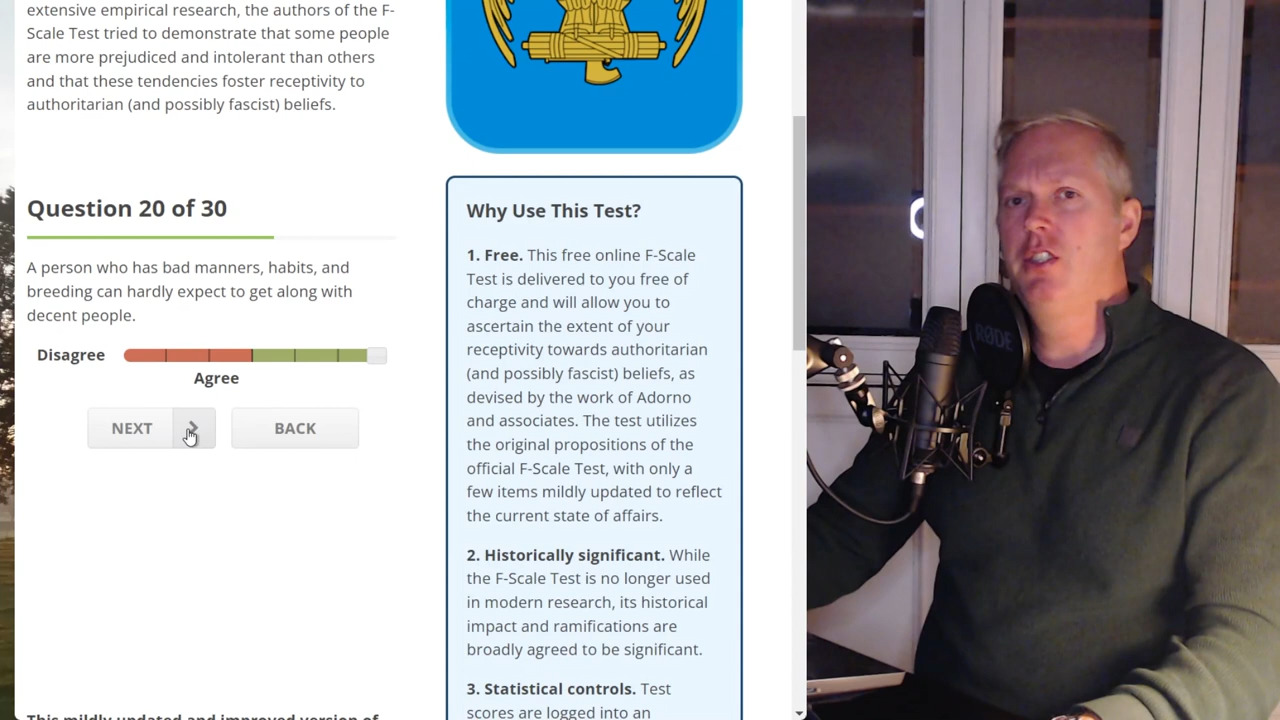 extensive empirical research, the authors of the F-
Scale Test tried to demonstrate that some people
are more prejudiced and intolerant than others
and that these tendencies foster receptivity to
authoritarian (and possibly fascist) beliefs.
Question 20 of 30
A person who has bad manners, habits, and
breeding can hardly expect to get along with
decent people.
Disagree
Agree
NEXT
BACK
This mildly updated and improved version of
Why Use This Test?
1. Free. This free online F-Scale
Test is delivered to you free of
charge and will allow you to
ascertain the extent of your
receptivity towards authoritarian
(and possibly fascist) beliefs, as
devised by the work of Adorno
and associates. The test utilizes
the original propositions of the
official F-Scale Test, with only a
few items mildly updated to reflect
the current state of affairs.
2. Historically significant. While
the F-Scale Test is no longer used
in modern research, its historical
impact and ramifications are
broadly agreed to be significant.
3. Statistical controls. Test
scores are logged into an
RØDE